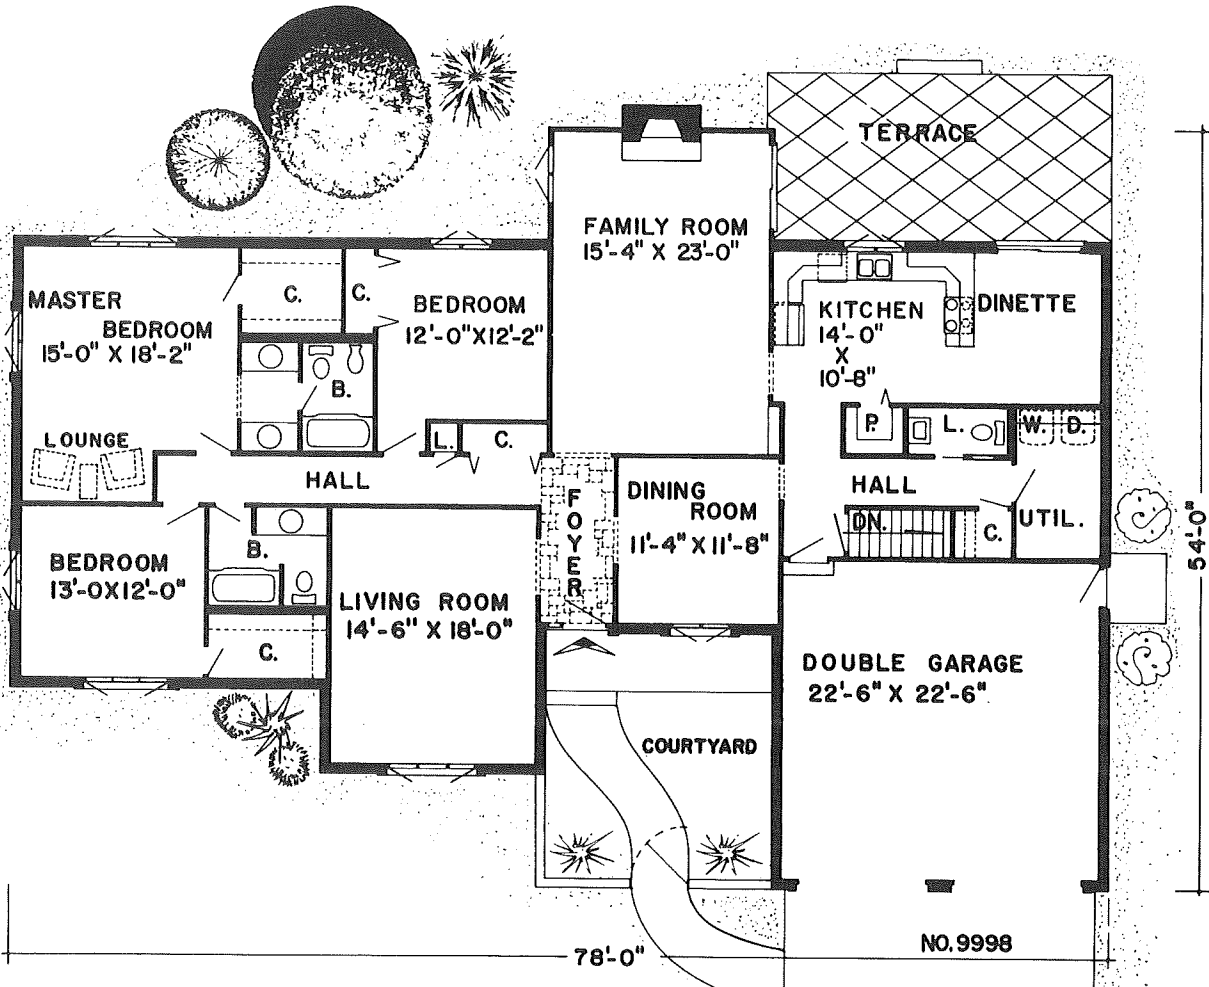 TERRACE
FAMILY ROOM
15'-4" X 23'-0"
MASTER
BEDROOM
15'-0" X 18'-2"
C.
C.
BEDROOM
12'-0"X12'-2"
KITCHEN
14'-0"
X
10'-8"
DINETTE
B.
LOUNGE
L.
C.
P.
L.
W.
D.
HALL
FOYER
DINING
ROOM
11'-4" X 11'-8"
HALL
DN.
C.
UTIL.
54'-0"
BEDROOM
13'-0X12'-0"
B.
C.
LIVING ROOM
14'-6" X 18'-0"
DOUBLE GARAGE
22'-6" X 22'-6"
COURTYARD
NO.9998
78'-0"